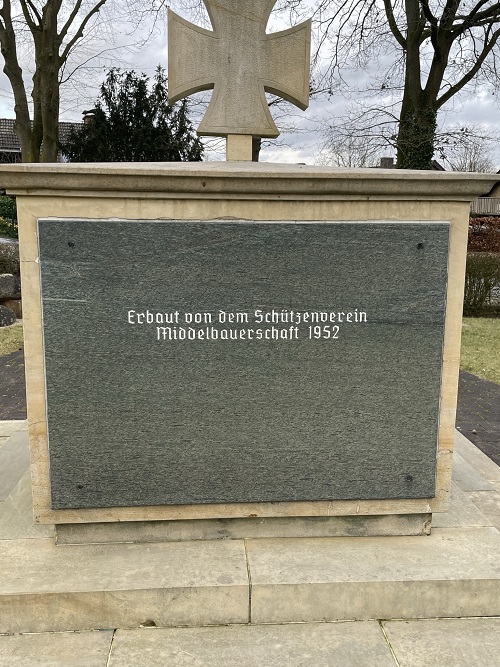 Erbaut von dem Schützenverein
Middelbauerschaft 1952